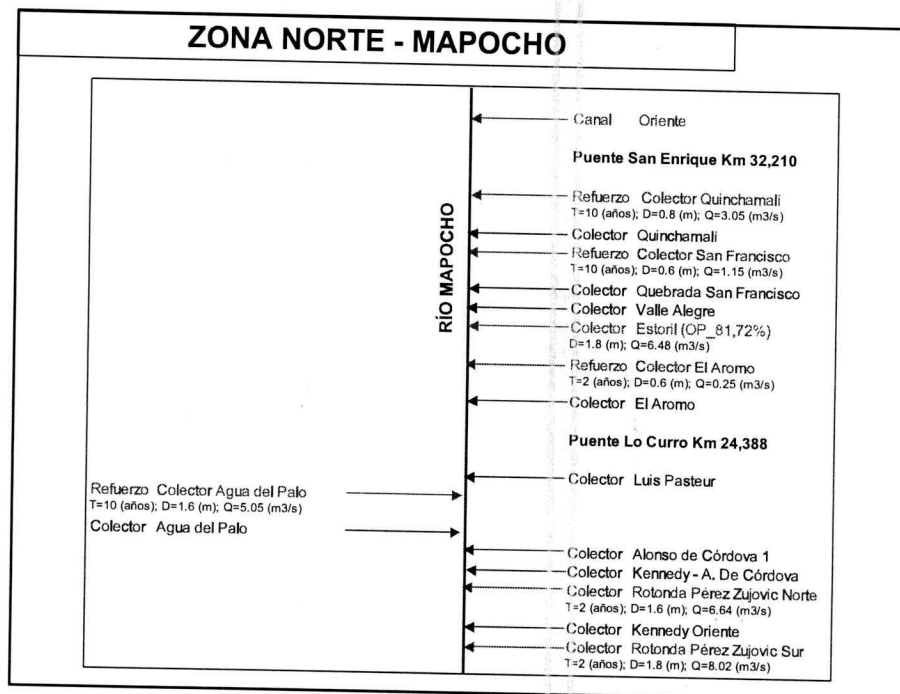 ZONA NORTE - MAPOCHO
Canal Oriente
Puente San Enrique Km 32,210
Refuerzo Colector Quinchamalí
T=10 (años); D=0.8 (m); Q=3.05 (m3/s)
Colector Quinchamalí
Refuerzo Colector San Francisco
T=10 (años); D=0.6 (m); Q=1.15 (m3/s)
Colector Quebrada San Francisco
Colector Valle Alegre
Colector Estoril (OP_81,72%)
D=1.8 (m); Q=6.48 (m3/s)
Refuerzo Colector El Aromo
T=2 (años); D=0.6 (m); Q=0.25 (m3/s)
Colector El Aromo
RÍO MAPOCHO
Puente Lo Curro Km 24,388
Colector Luis Pasteur
Refuerzo Colector Agua del Palo
T=10 (años); D=1.6 (m); Q=5.05 (m3/s)
Colector Agua del Palo
Colector Alonso de Córdova 1
Colector Kennedy - A. De Córdova
Colector Rotonda Pérez Zujovic Norte
T=2 (años); D=1.6 (m); Q=6.64 (m3/s)
Colector Kennedy Oriente
Colector Rotonda Pérez Zujovic Sur
T=2 (años); D=1.8 (m); Q=8.02 (m3/s)